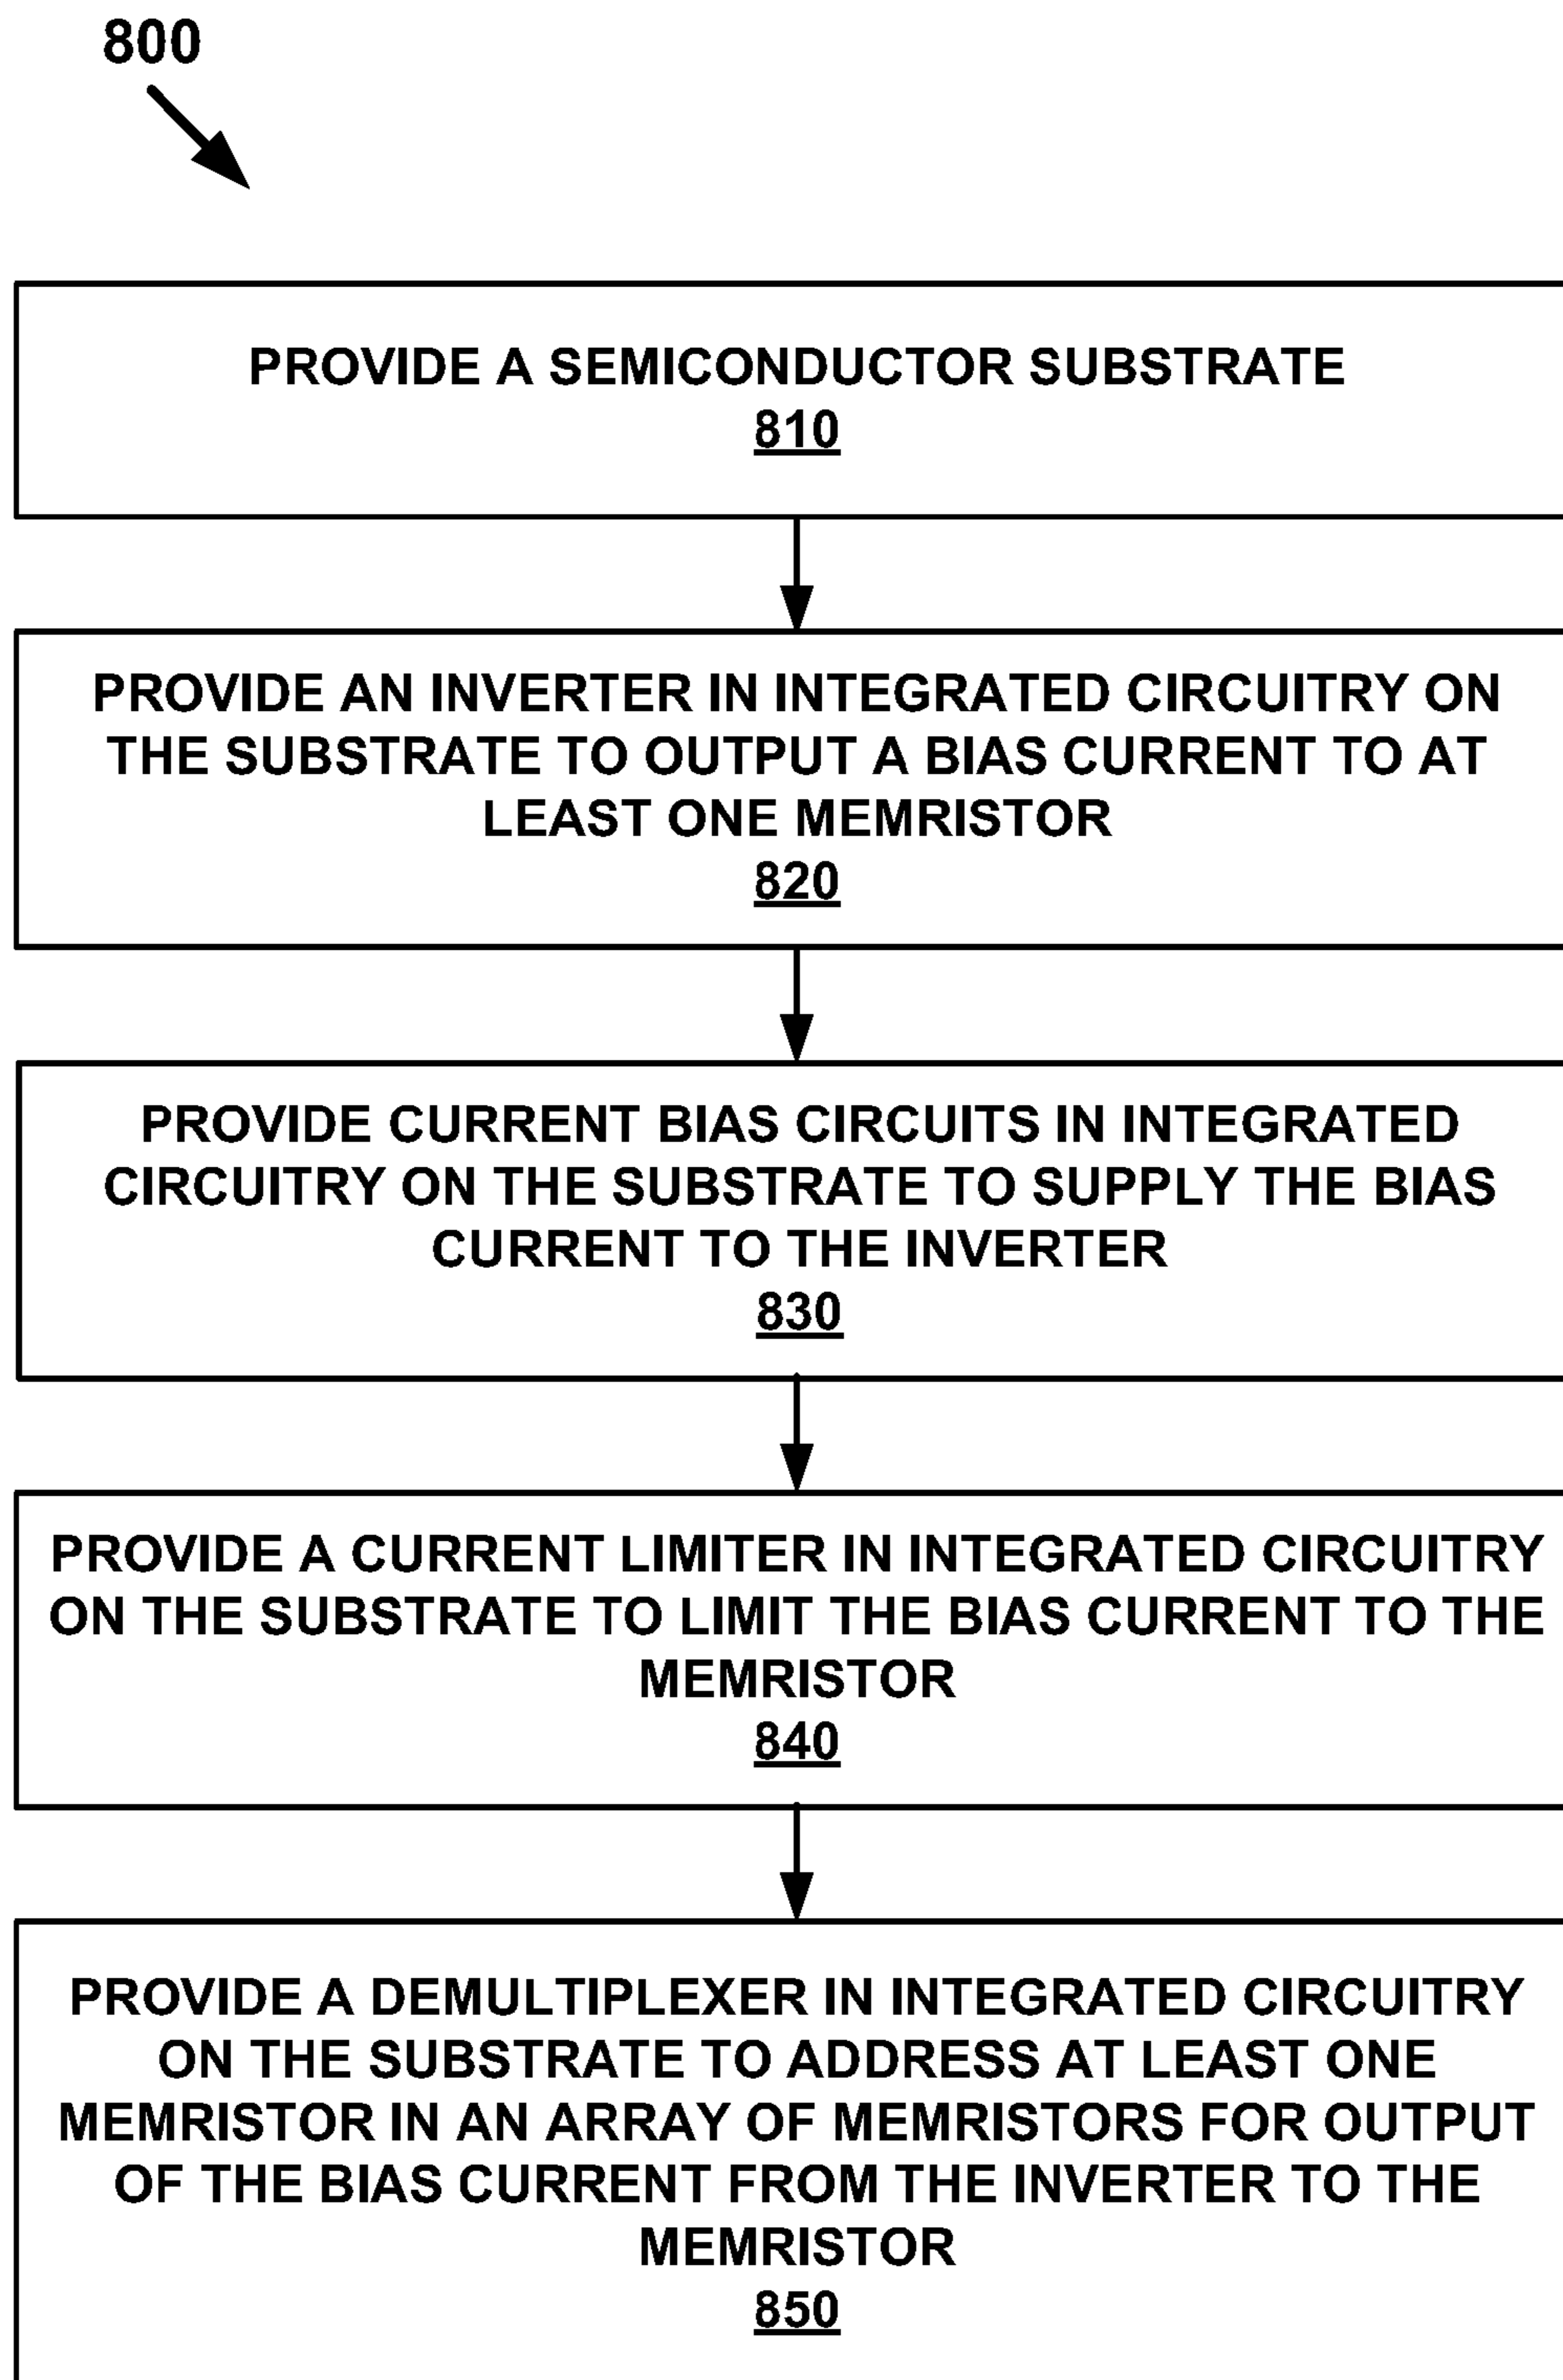 800
PROVIDE A SEMICONDUCTOR SUBSTRATE
810
PROVIDE AN INVERTER IN INTEGRATED CIRCUITRY ON
THE SUBSTRATE TO OUTPUT A BIAS CURRENT TO AT
LEAST ONE MEMRISTOR
820
PROVIDE CURRENT BIAS CIRCUITS IN INTEGRATED
CIRCUITRY ON THE SUBSTRATE TO SUPPLY THE BIAS
CURRENT TO THE INVERTER
830
PROVIDE A CURRENT LIMITER IN INTEGRATED CIRCUITRY
ON THE SUBSTRATE TO LIMIT THE BIAS CURRENT TO THE
MEMRISTOR
840
PROVIDE A DEMULTIPLEXER IN INTEGRATED CIRCUITRY
ON THE SUBSTRATE TO ADDRESS AT LEAST ONE
MEMRISTOR IN AN ARRAY OF MEMRISTORS FOR OUTPUT
OF THE BIAS CURRENT FROM THE INVERTER TO THE
MEMRISTOR
850